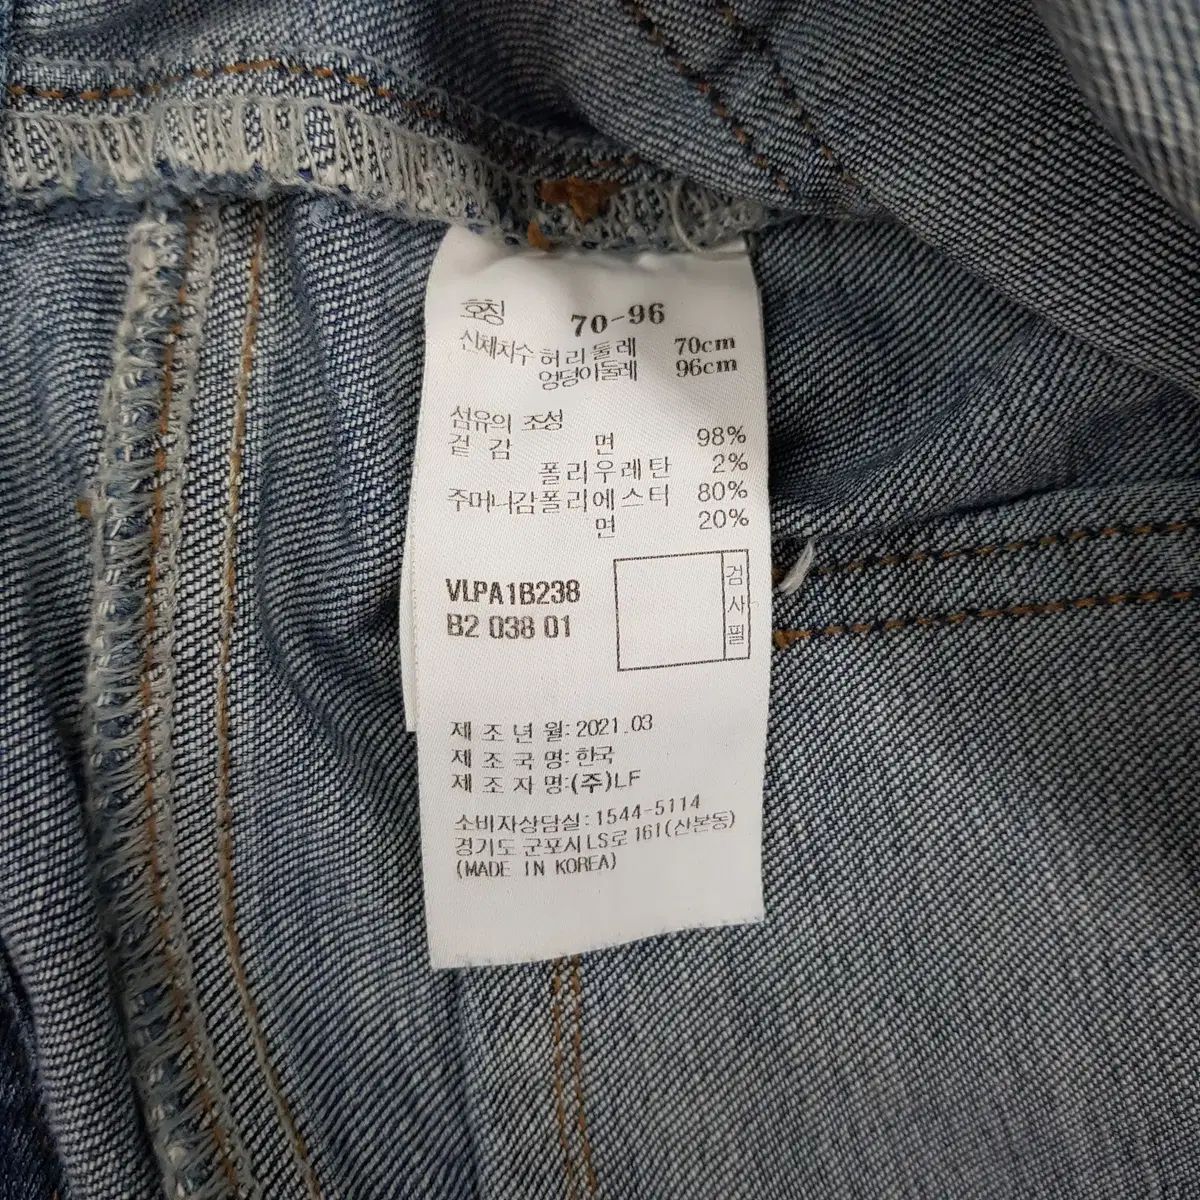 호칭 70-96
신체치수 허리둘레 70cm
엉덩이둘레 96cm
섬유의 조성
겉 감 면 98%
폴리우레탄 2%
주머니감폴리에스터 80%
면 20%
VLPA1B238
B2 038 01
검사필
제 조 년 월: 2021.03
제 조 국 명: 한국
제 조 자 명:(주)LF
소비자상담실: 1544-5114
경기도 군포시 LS로 161(산본동)
(MADE IN KOREA)